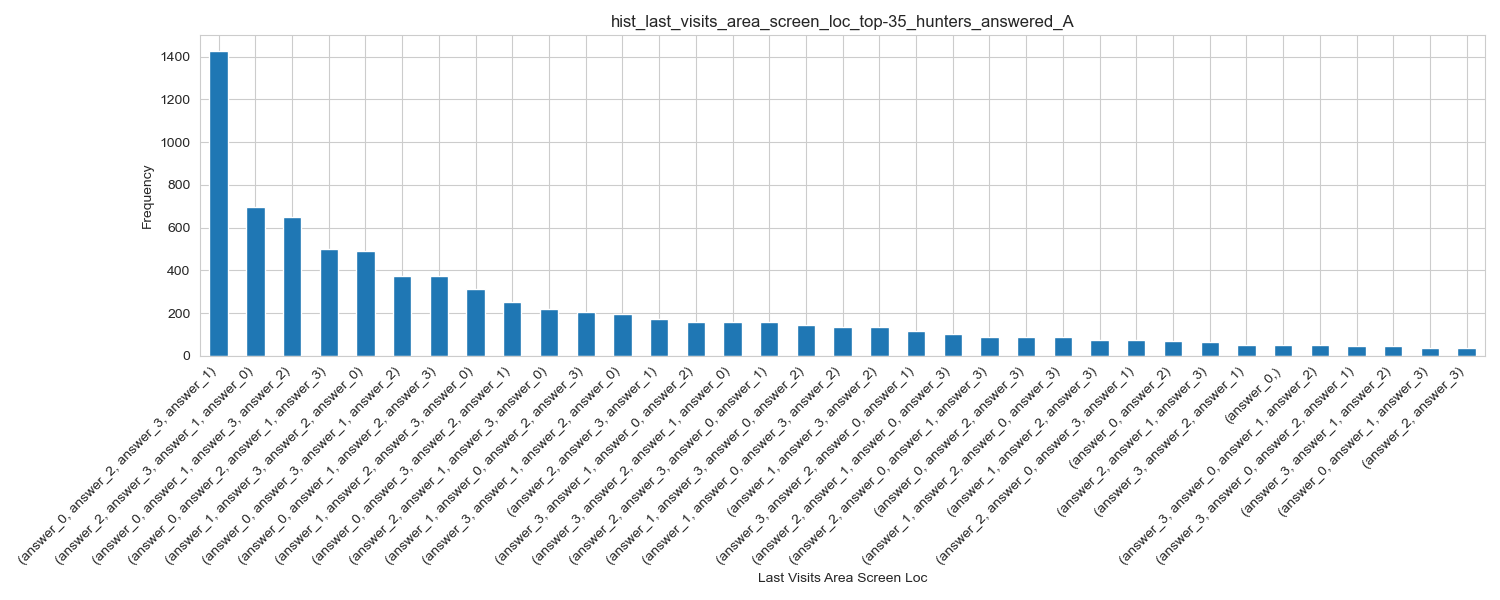 hist_last_visits_area_screen_loc_top-35_hunters_answered_A
Frequency
1400
1200
1000
800
600
400
200
0
(answer_0, answer_2, answer_3, answer_1)
(answer_2, answer_3, answer_1, answer_0)
(answer_0, answer_1, answer_3, answer_2)
(answer_0, answer_2, answer_1, answer_3)
(answer_1, answer_3, answer_2, answer_0)
(answer_0, answer_3, answer_1, answer_2)
(answer_0, answer_1, answer_2, answer_3)
(answer_1, answer_2, answer_3, answer_0)
(answer_0, answer_3, answer_2, answer_1)
(answer_2, answer_1, answer_3, answer_0)
(answer_1, answer_0, answer_2, answer_3)
(answer_3, answer_1, answer_2, answer_0)
(answer_2, answer_3, answer_1)
(answer_3, answer_1, answer_0, answer_2)
(answer_3, answer_2, answer_1, answer_0)
(answer_2, answer_3, answer_0, answer_1)
(answer_1, answer_3, answer_0, answer_2)
(answer_1, answer_0, answer_3, answer_2)
(answer_1, answer_3, answer_2)
(answer_3, answer_2, answer_0, answer_1)
(answer_2, answer_1, answer_0, answer_3)
(answer_2, answer_0, answer_1, answer_3)
(answer_0, answer_2, answer_3)
(answer_1, answer_2, answer_0, answer_3)
(answer_1, answer_2, answer_3)
(answer_2, answer_0, answer_3, answer_1)
(answer_0, answer_2)
(answer_2, answer_1, answer_3)
(answer_3, answer_2, answer_1)
(answer_0,)
(answer_3, answer_0, answer_1, answer_2)
(answer_3, answer_0, answer_2, answer_1)
(answer_3, answer_1, answer_2)
(answer_0, answer_1, answer_3)
(answer_2, answer_3)
Last Visits Area Screen Loc